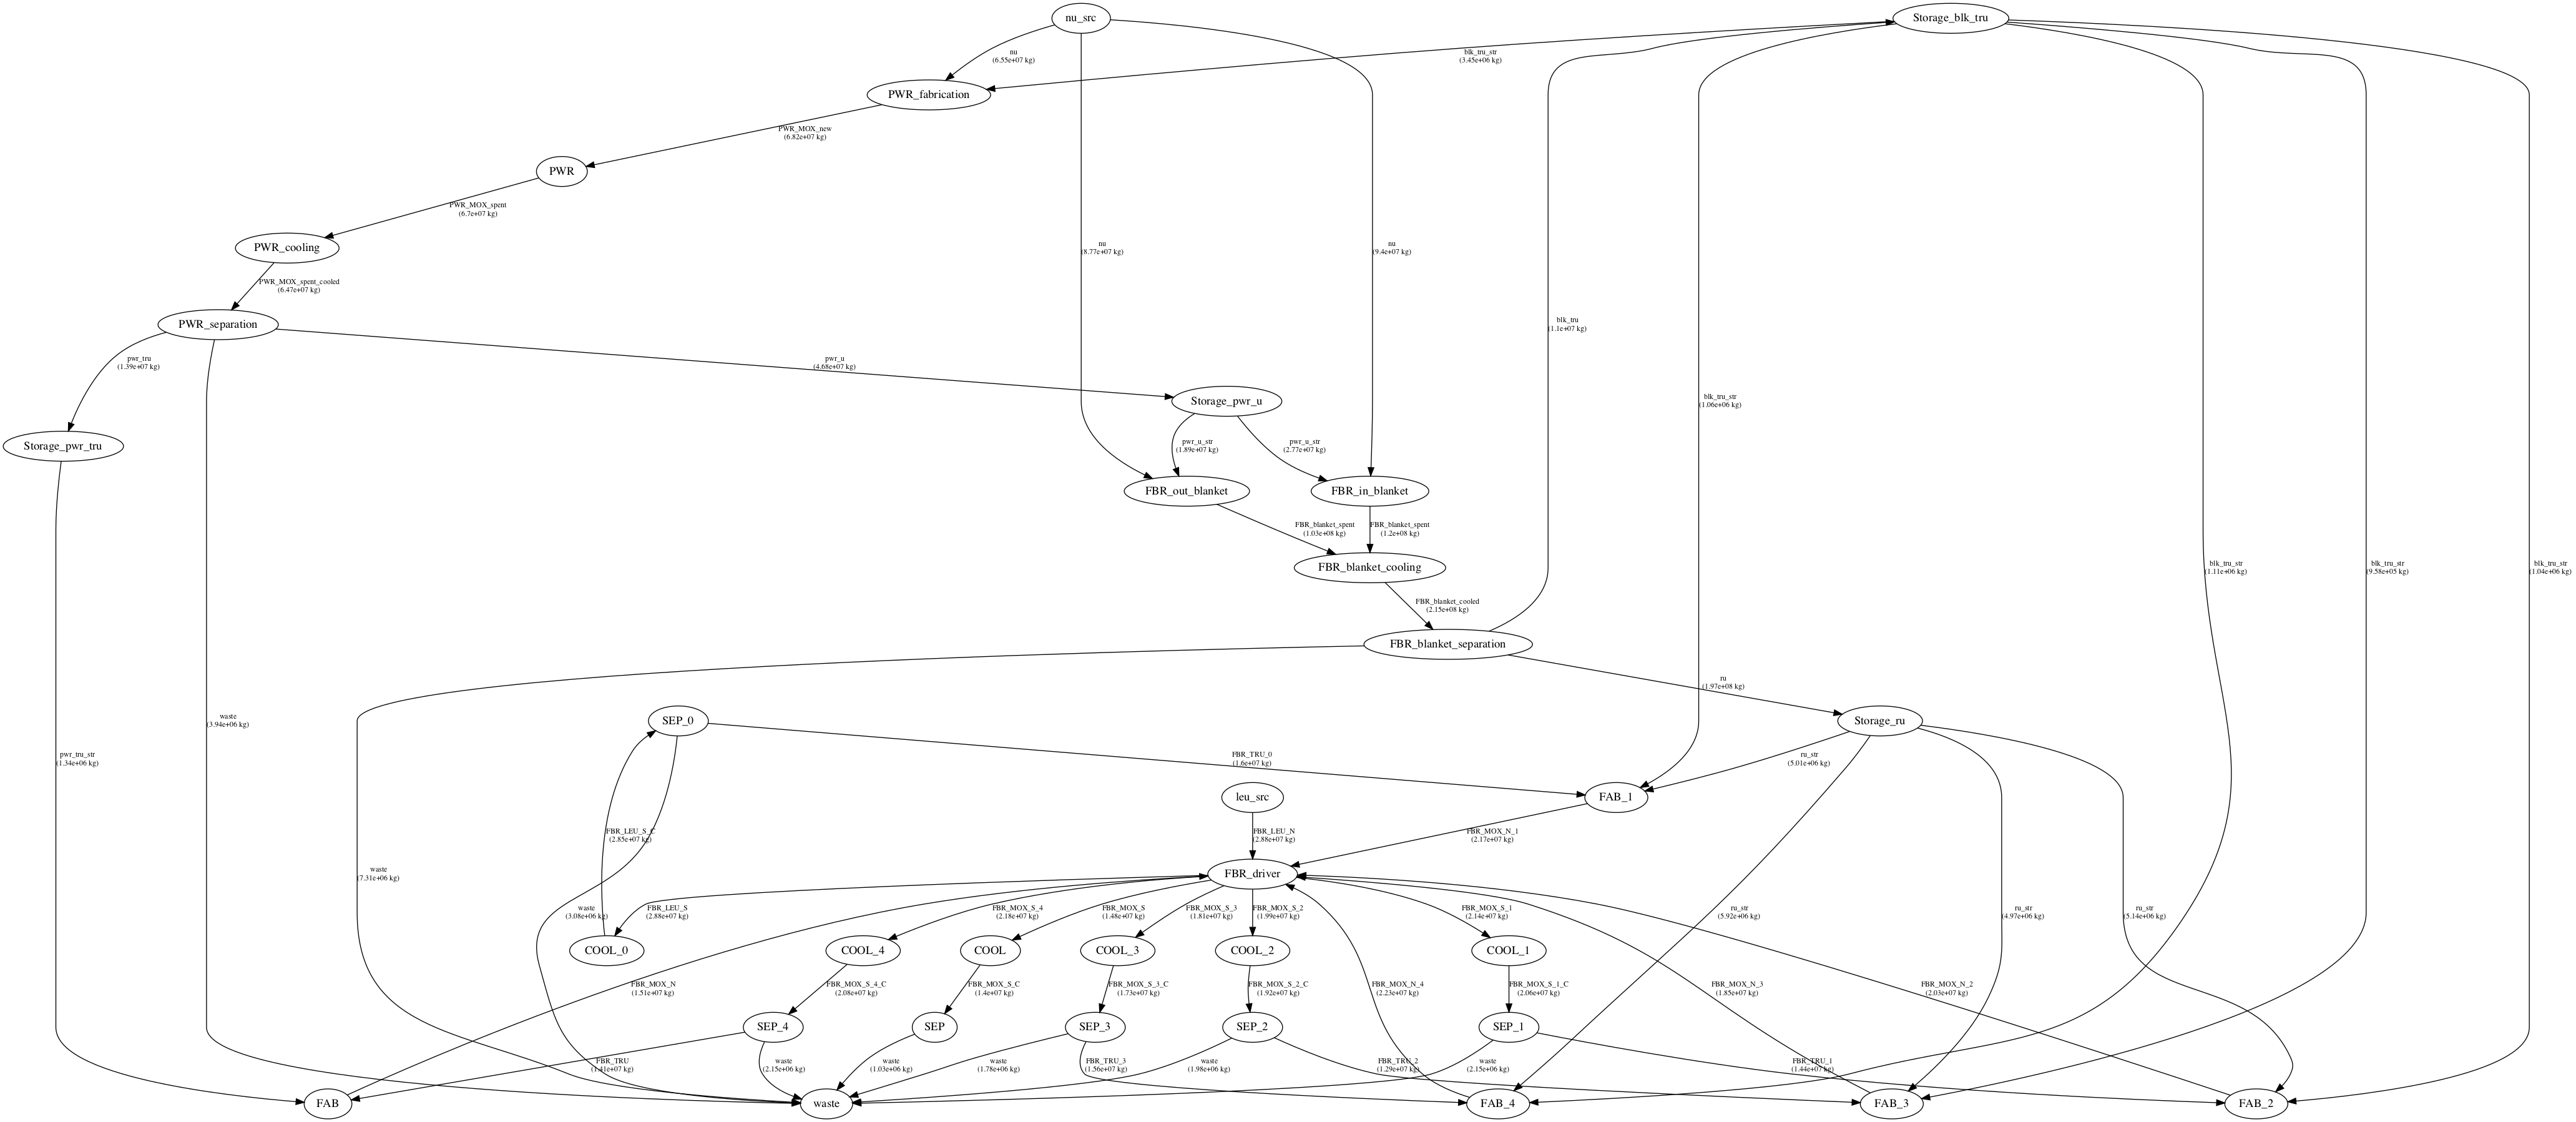 nu_src
Storage_blk_tru
nu
(6.55e+07 kg)
blk_tru_str
(3.45e+06 kg)
PWR_fabrication
PWR_MOX_new
(6.82e+07 kg)
PWR
PWR_MOX_spent
(6.7e+07 kg)
PWR_cooling
nu
(8.77e+07 kg)
nu
(9.4e+07 kg)
PWR_MOX_spent_cooled
(6.47e+07 kg)
PWR_separation
blk_tru
(1.1e+07 kg)
pwr_tru
(1.39e+07 kg)
pwr_u
(4.68e+07 kg)
Storage_pwr_u
blk_tru_str
(1.06e+06 kg)
Storage_pwr_tru
pwr_u_str
(1.89e+07 kg)
pwr_u_str
(2.77e+07 kg)
FBR_out_blanket
FBR_in_blanket
FBR_blanket_spent
(1.03e+08 kg)
FBR_blanket_spent
(1.2e+08 kg)
FBR_blanket_cooling
blk_tru_str
(1.11e+06 kg)
blk_tru_str
(9.58e+05 kg)
blk_tru_str
(1.04e+06 kg)
FBR_blanket_cooled
(2.15e+08 kg)
FBR_blanket_separation
ru
(1.97e+08 kg)
waste
(3.94e+06 kg)
SEP_0
Storage_ru
pwr_tru_str
(1.34e+06 kg)
FBR_TRU_0
(1.6e+07 kg)
ru_str
(5.01e+06 kg)
leu_src
FAB_1
FBR_LEU_S_C
(2.85e+07 kg)
FBR_LEU_N
(2.88e+07 kg)
FBR_MOX_N_1
(2.17e+07 kg)
waste
(7.31e+06 kg)
FBR_driver
waste
(3.08e+06 kg)
FBR_LEU_S
(2.88e+07 kg)
FBR_MOX_S_4
(2.18e+07 kg)
FBR_MOX_S
(1.48e+07 kg)
FBR_MOX_S_3
(1.81e+07 kg)
FBR_MOX_S_2
(1.99e+07 kg)
FBR_MOX_S_1
(2.14e+07 kg)
ru_str
(5.92e+06 kg)
ru_str
(4.97e+06 kg)
ru_str
(5.14e+06 kg)
COOL_0
COOL_4
COOL
COOL_3
COOL_2
COOL_1
FBR_MOX_N
(1.51e+07 kg)
FBR_MOX_S_4_C
(2.08e+07 kg)
FBR_MOX_S_C
(1.4e+07 kg)
FBR_MOX_S_3_C
(1.73e+07 kg)
FBR_MOX_S_2_C
(1.92e+07 kg)
FBR_MOX_N_4
(2.23e+07 kg)
FBR_MOX_S_1_C
(2.06e+07 kg)
FBR_MOX_N_3
(1.85e+07 kg)
FBR_MOX_N_2
(2.03e+07 kg)
SEP_4
SEP
SEP_3
SEP_2
SEP_1
FBR_TRU
(1.41e+07 kg)
waste
(2.15e+06 kg)
waste
(1.03e+06 kg)
waste
(1.78e+06 kg)
FBR_TRU_3
(1.56e+07 kg)
waste
(1.98e+06 kg)
FBR_TRU_2
(1.29e+07 kg)
waste
(2.15e+06 kg)
FBR_TRU_1
(1.44e+07 kg)
FAB
waste
FAB_4
FAB_3
FAB_2